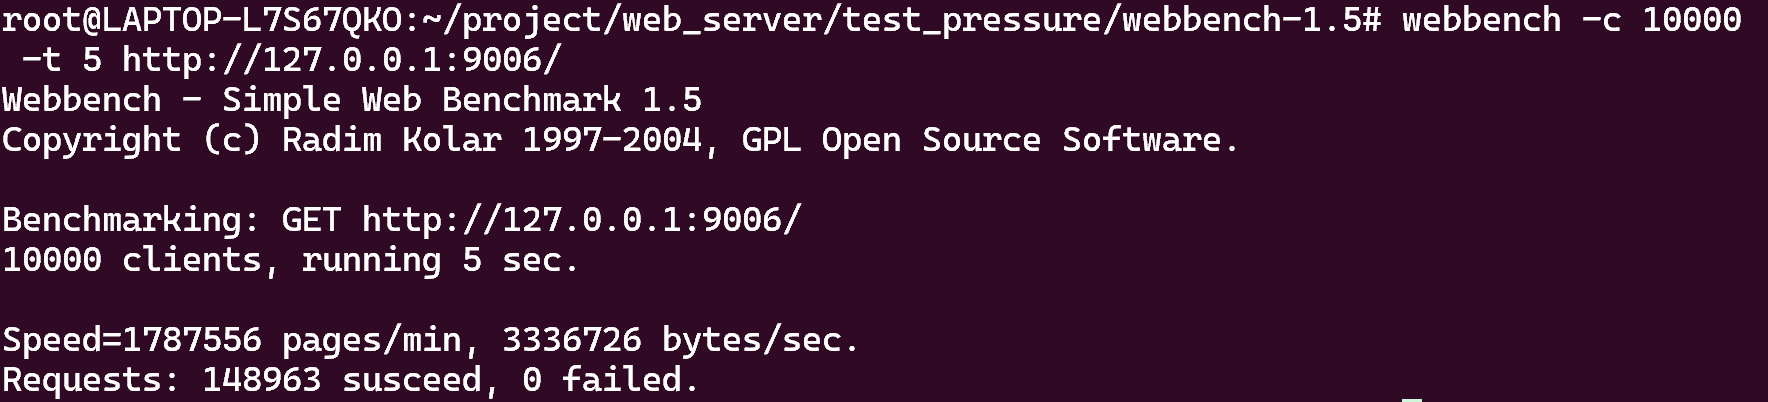 root@LAPTOP-L7S67QKO:~/project/web_server/test_pressure/webbench-1.5# webbench -c 10000
 -t 5 http://127.0.0.1:9006/
Webbench - Simple Web Benchmark 1.5
Copyright (c) Radim Kolar 1997-2004, GPL Open Source Software.

Benchmarking: GET http://127.0.0.1:9006/
10000 clients, running 5 sec.

Speed=1787556 pages/min, 3336726 bytes/sec.
Requests: 148963 susceed, 0 failed.